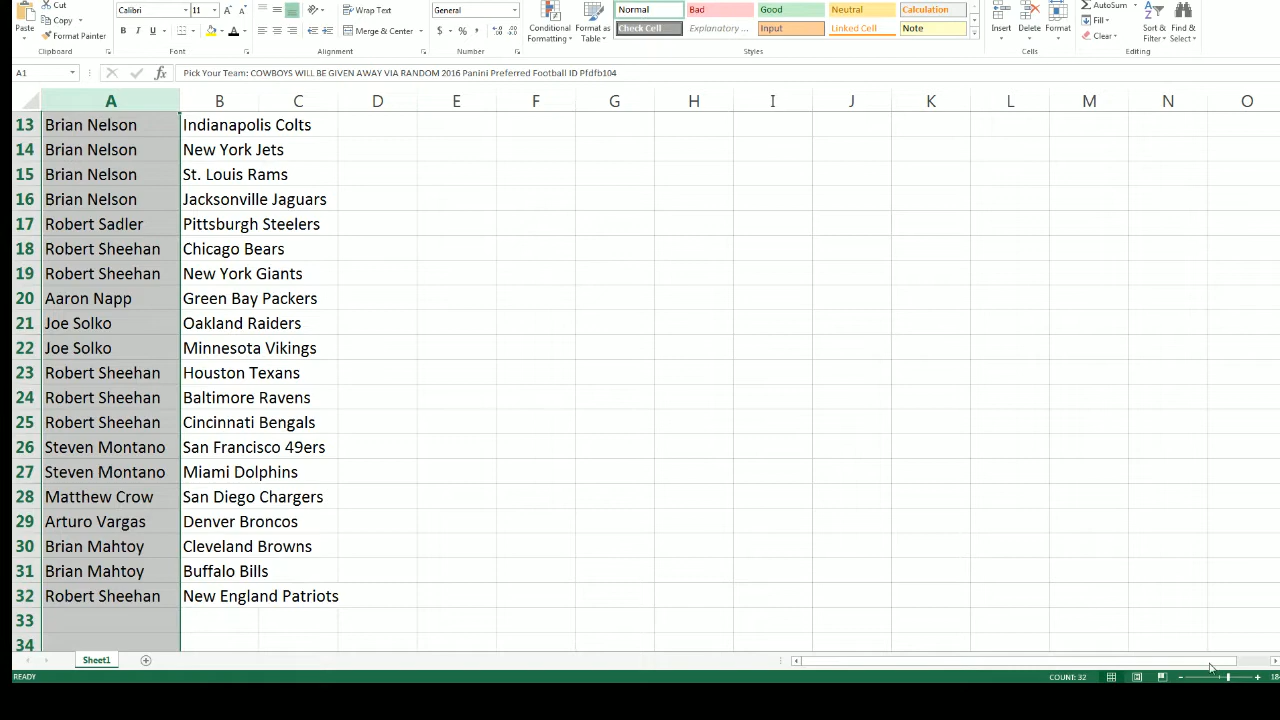 Cut
Calibri 11 A A Wrap Text General Normal Bad Good Neutral Calculation AutoSum
Paste Format Painter B I U A Merge & Center $ % , Conditional Formatting Format as Table Check Cell Explanatory ... Input Linked Cell Note Insert Delete Format Fill Clear Sort & Filter Find & Select
Clipboard Font Alignment Number Styles Cells Editing
A1 fx Pick Your Team: COWBOYS WILL BE GIVEN AWAY VIA RANDOM 2016 Panini Preferred Football ID Pfdfb104
A B C D E F G H I J K L M N O
13 Brian Nelson Indianapolis Colts
14 Brian Nelson New York Jets
15 Brian Nelson St. Louis Rams
16 Brian Nelson Jacksonville Jaguars
17 Robert Sadler Pittsburgh Steelers
18 Robert Sheehan Chicago Bears
19 Robert Sheehan New York Giants
20 Aaron Napp Green Bay Packers
21 Joe Solko Oakland Raiders
22 Joe Solko Minnesota Vikings
23 Robert Sheehan Houston Texans
24 Robert Sheehan Baltimore Ravens
25 Robert Sheehan Cincinnati Bengals
26 Steven Montano San Francisco 49ers
27 Steven Montano Miami Dolphins
28 Matthew Crow San Diego Chargers
29 Arturo Vargas Denver Broncos
30 Brian Mahtoy Cleveland Browns
31 Brian Mahtoy Buffalo Bills
32 Robert Sheehan New England Patriots
33
34
Sheet1
READY COUNT: 32